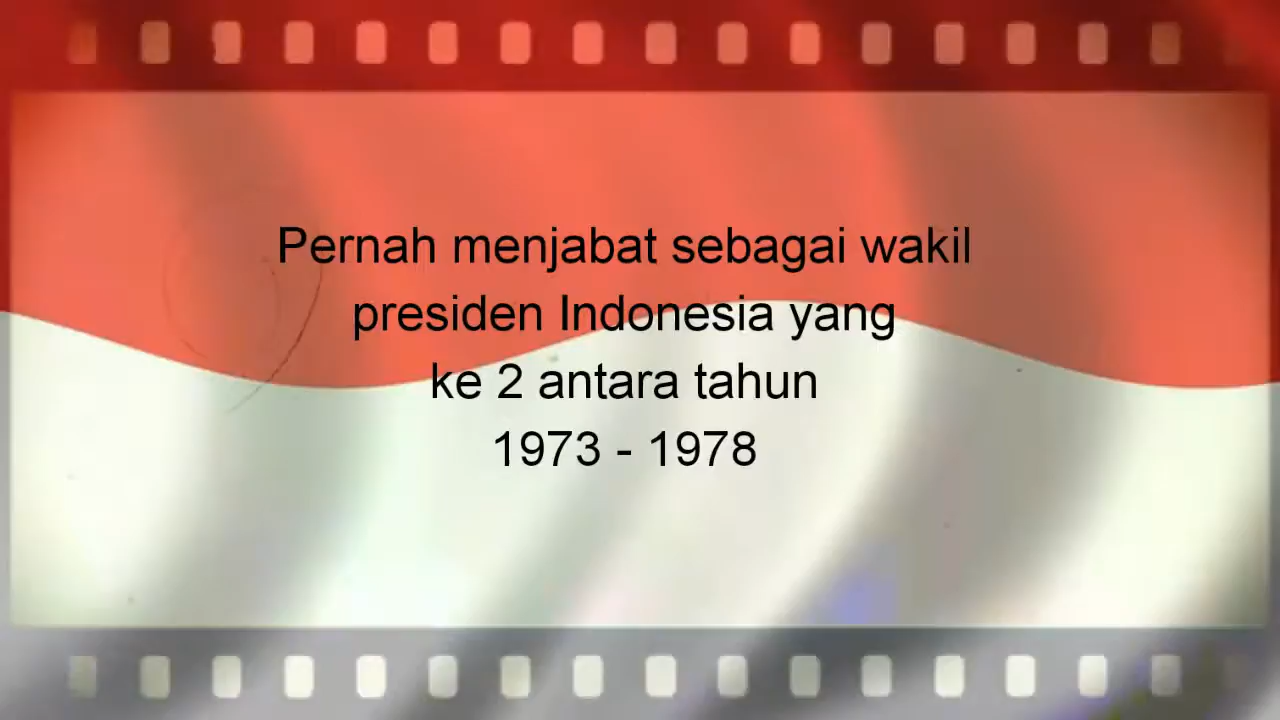 Pernah menjabat sebagai wakil
presiden Indonesia yang
ke 2 antara tahun
1973 - 1978